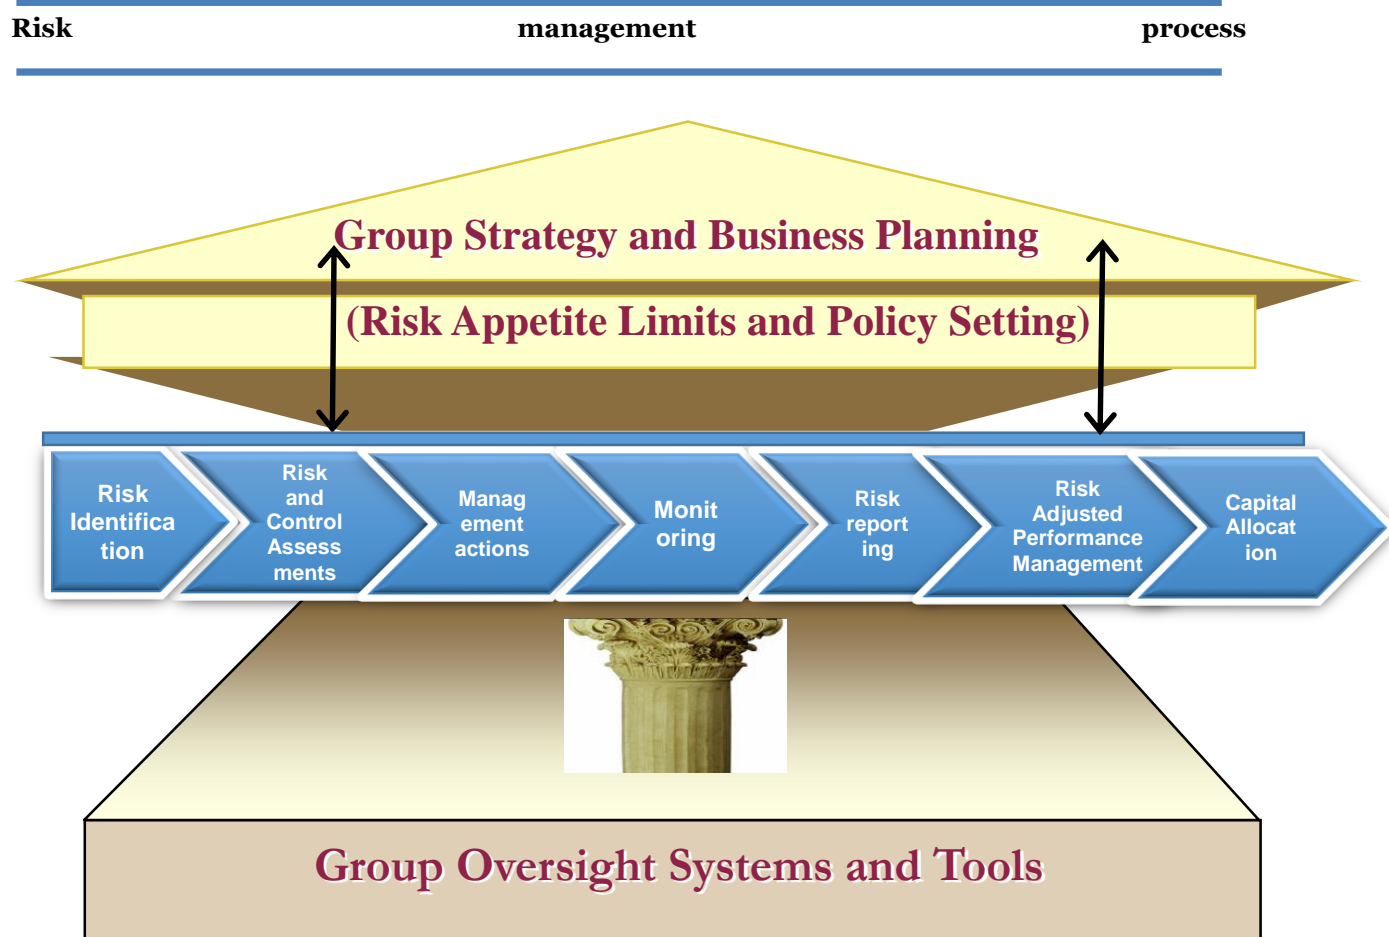 Risk management process
Group Strategy and Business Planning
(Risk Appetite Limits and Policy Setting)
Risk
Identifica
tion
Risk
and
Control
Assess
ments
Manag
ement
actions
Monit
oring
Risk
report
ing
Risk
Adjusted
Performance
Management
Capital
Allocat
ion
Group Oversight Systems and Tools